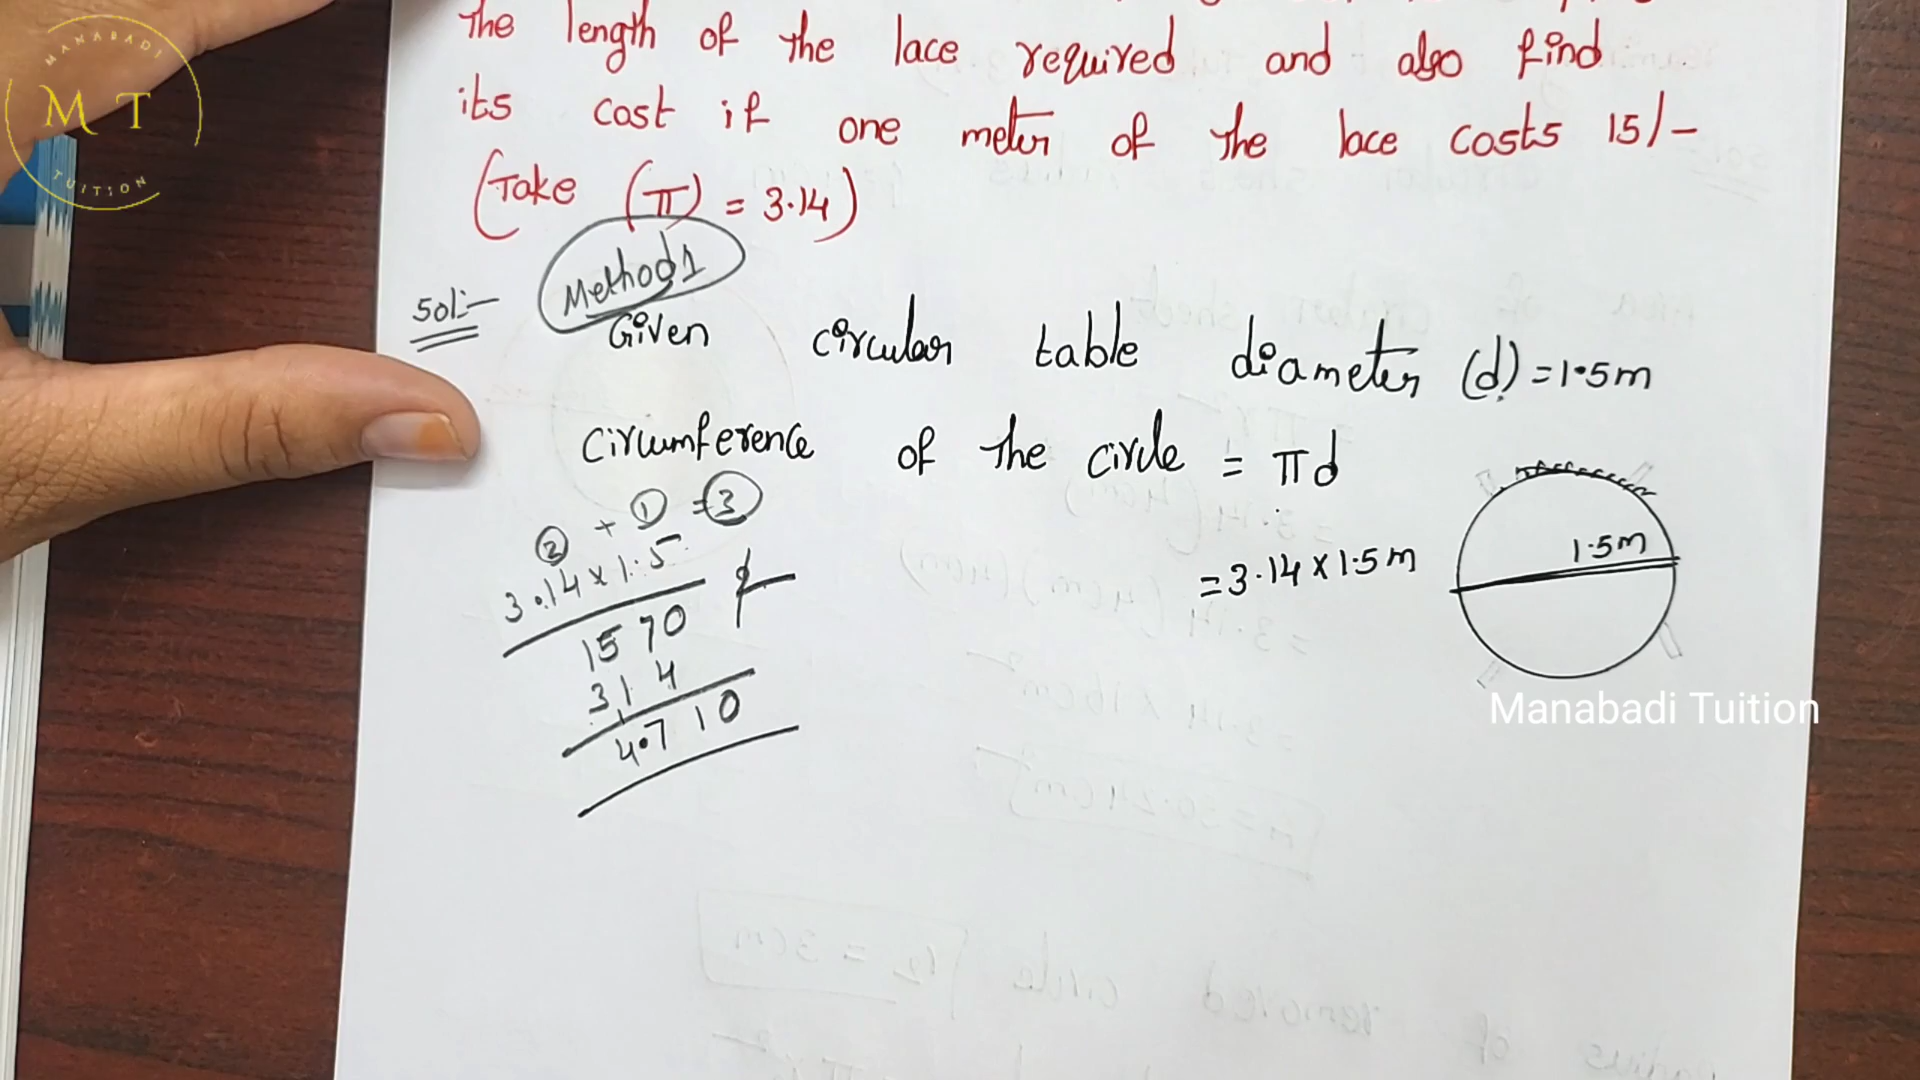 MANABADI
MT
TUITION
the length of the lace required and also find
its cost if one meter of the lace costs 15/-
(Take (π) = 3.14)
Sol:-
Method 1
Given circular table diameter (d) = 1.5m
Circumference of the circle = πd
② + ① = ③
3.14 x 1.5
1570
314
4.710
= 3.14 x 1.5 m
1.5m
Manabadi Tuition